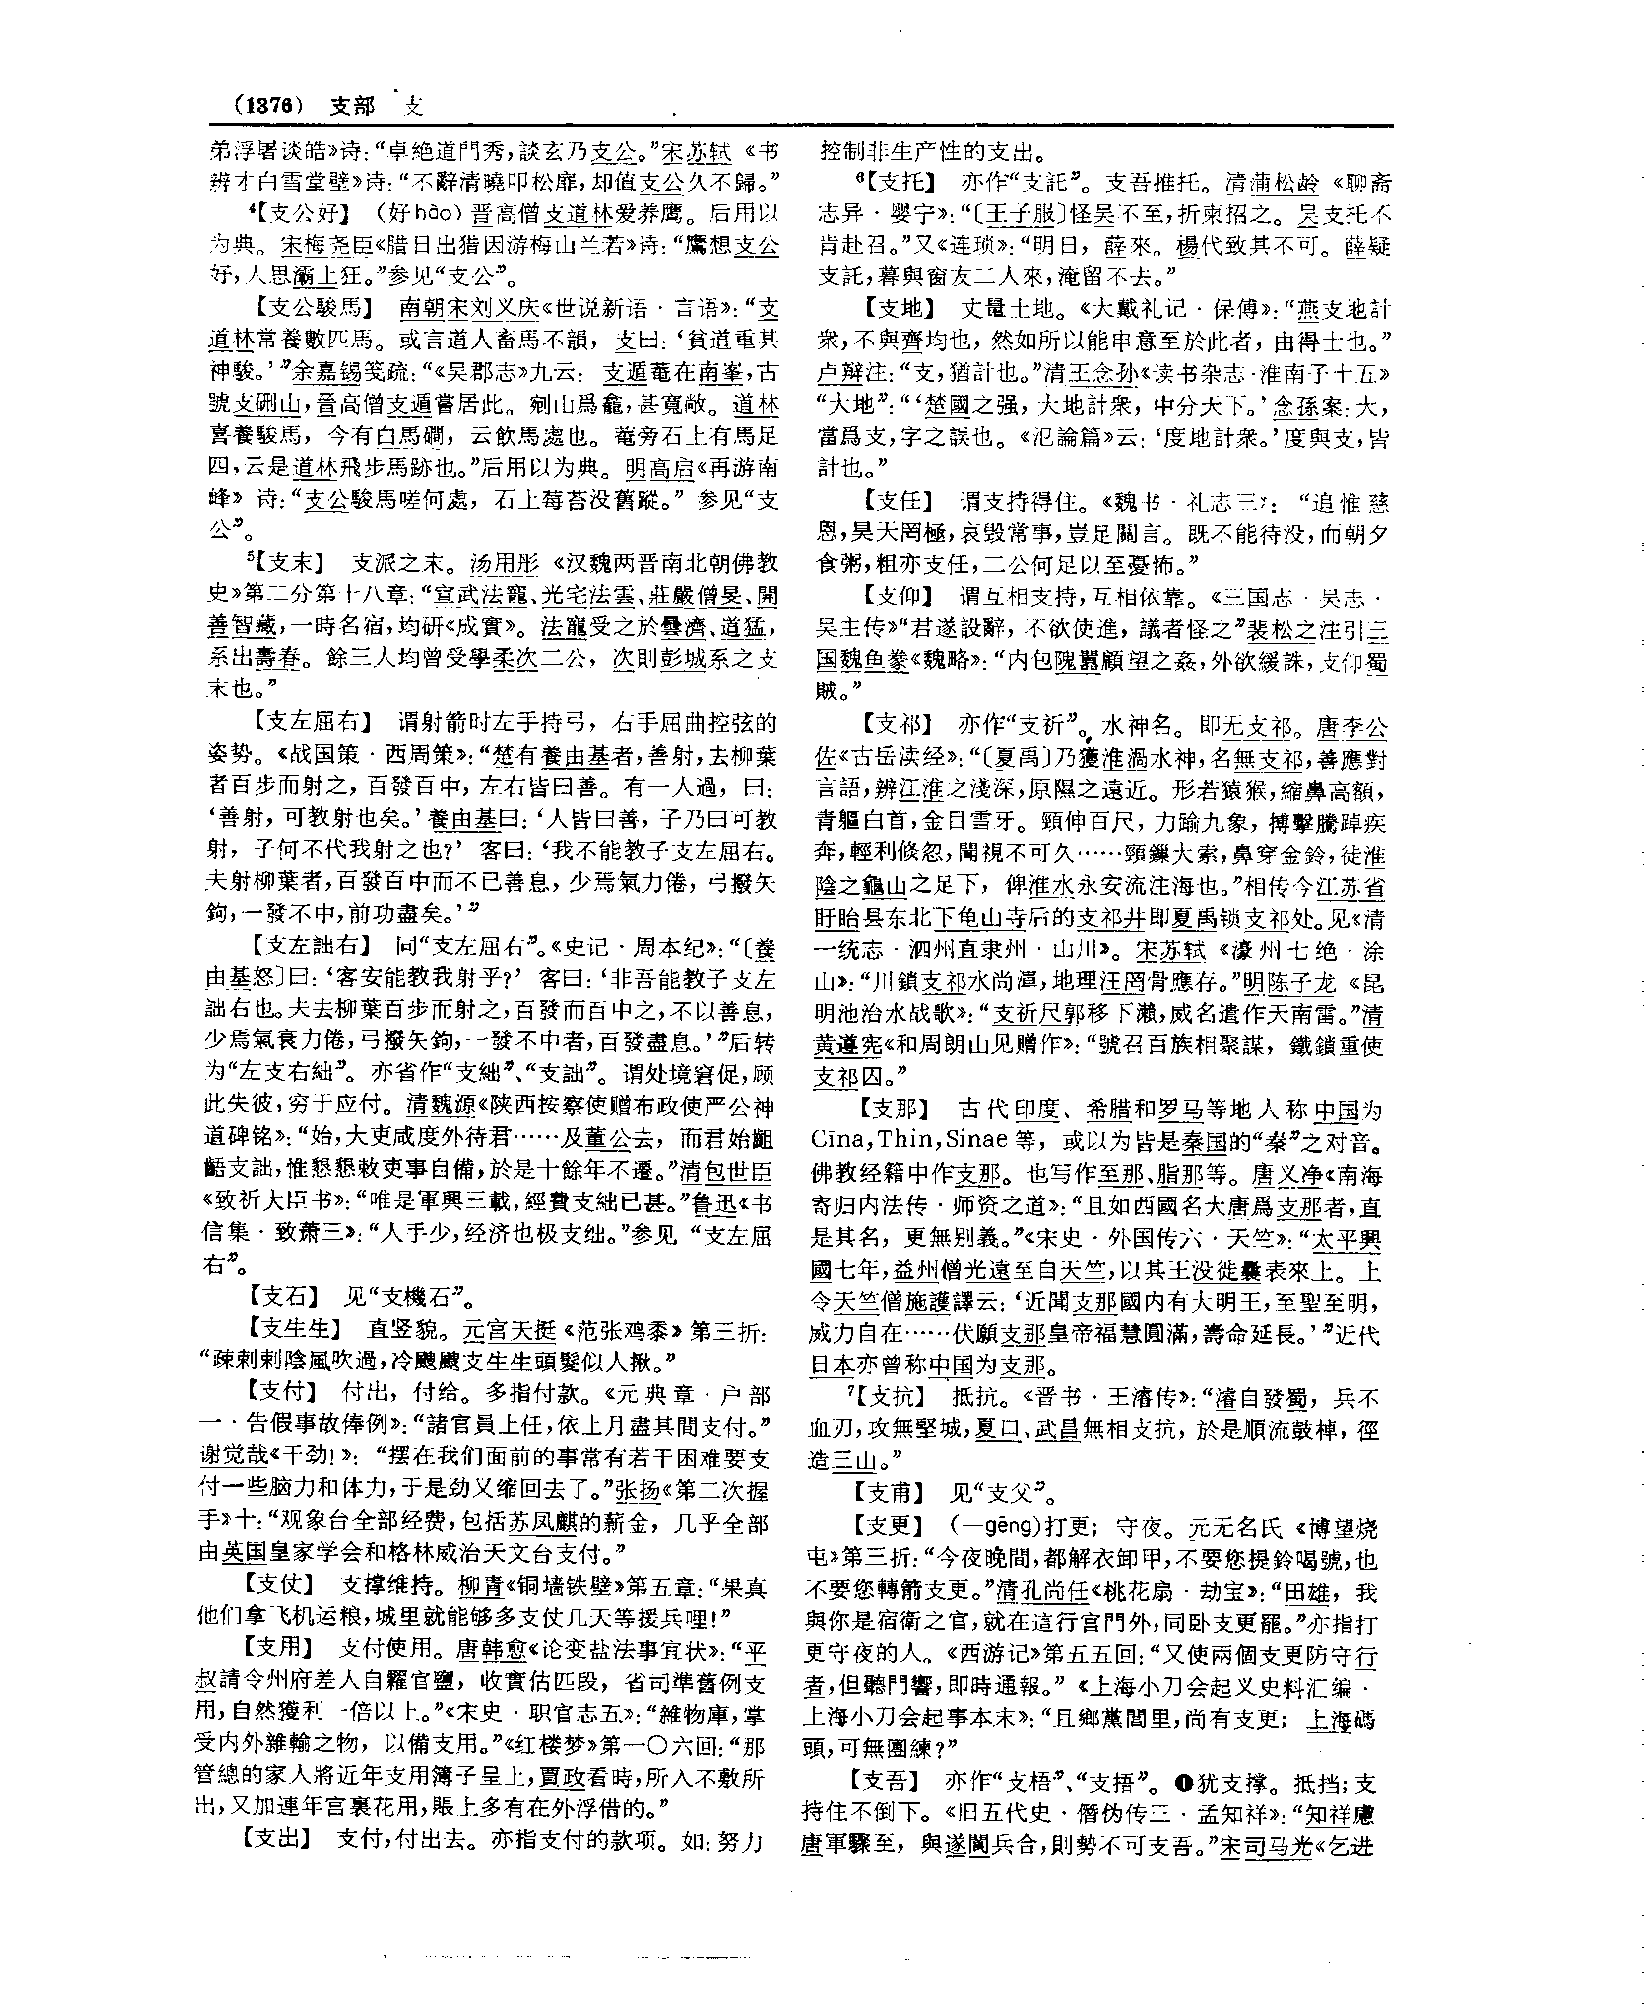 (1376) 支部 支
弟浮屠谈皓》诗：“卓絶道門秀，談玄乃支公。”宋苏轼《书
辨才白雪堂壁》诗：“不辭清曉叩松扉，却值支公久不歸。”
⁴【支公好】 （好hào）晋高僧支道林爱养鹰。后用以
为典。宋梅尧臣《腊日出猎因游梅山兰若》诗：“鷹想支公
好，人思灞上狂。”参见“支公”。
【支公駿馬】 南朝宋刘义庆《世说新语·言语》：“支
道林常養數匹馬。或言道人畜馬不韻，支曰：‘貧道重其
神駿。’”余嘉锡笺疏：“《吴郡志》九云：支遁菴在南峯，古
號支硎山，晋高僧支遁嘗居此。剜山爲龕，甚寬敞。道林
喜養駿馬，今有白馬磵，云飲馬處也。菴旁石上有馬足
四，云是道林飛步馬跡也。”后用以为典。明高启《再游南
峰》诗：“支公駿馬嗟何處，石上莓苔没舊蹤。”参见“支
公”。
⁵【支末】 支派之末。汤用彤《汉魏两晋南北朝佛教
史》第二分第十八章：“宣武法寵、光宅法雲、莊嚴僧旻、開
善智藏，一時名宿，均研《成實》。法寵受之於曇濟、道猛，
系出壽春。餘三人均曾受學柔次二公，次則彭城系之支
末也。”
【支左屈右】 谓射箭时左手持弓，右手屈曲控弦的
姿势。《战国策·西周策》：“楚有養由基者，善射，去柳葉
者百步而射之，百發百中，左右皆曰善。有一人過，曰：
‘善射，可教射也矣。’養由基曰：‘人皆曰善，子乃曰可教
射，子何不代我射之也？’客曰：‘我不能教子支左屈右。
夫射柳葉者，百發百中而不已善息，少焉氣力倦，弓撥矢
鉤，一發不中，前功盡矣。’”
【支左詘右】 同“支左屈右”。《史记·周本纪》：“〔養
由基怒〕曰：‘客安能教我射乎？’客曰：‘非吾能教子支左
詘右也。夫去柳葉百步而射之，百發而百中之，不以善息，
少焉氣衰力倦，弓撥矢鉤，一發不中者，百發盡息。’”后转
为“左支右絀”。亦省作“支絀”、“支詘”。谓处境窘促，顾
此失彼，穷于应付。清魏源《陕西按察使赠布政使严公神
道碑铭》：“始，大吏咸度外待君……及董公去，而君始齟
齬支詘，惟懇懇敕吏事自備，於是十餘年不遷。”清包世臣
《致祈大臣书》：“唯是軍興三載，經費支絀已甚。”鲁迅《书
信集·致萧三》：“人手少，经济也极支绌。”参见“支左屈
右”。
【支石】 见“支機石”。
【支生生】 直竖貌。元宫天挺《范张鸡黍》第三折：
“疎剌剌陰風吹過，冷颼颼支生生頭髮似人揪。”
【支付】 付出，付给。多指付款。《元典章·户部
一·告假事故俸例》：“諸官員上任，依上月盡其間支付。”
谢觉哉《干劲！》：“摆在我们面前的事常有若干困难要支
付一些脑力和体力，于是劲又缩回去了。”张扬《第二次握
手》十：“观象台全部经费，包括苏凤麒的薪金，几乎全部
由英国皇家学会和格林威治天文台支付。”
【支仗】 支撑维持。柳青《铜墙铁壁》第五章：“果真
他们拿飞机运粮，城里就能够多支仗几天等援兵哩！”
【支用】 支付使用。唐韩愈《论变盐法事宜状》：“平
叔請令州府差人自糶官鹽，收實估匹段，省司準舊例支
用，自然獲利一倍以上。”《宋史·职官志五》：“雜物庫，掌
受内外雜輸之物，以備支用。”《红楼梦》第一〇六回：“那
管總的家人將近年支用簿子呈上，賈政看時，所入不敷所
出，又加連年宫裏花用，賬上多有在外浮借的。”
【支出】 支付，付出去。亦指支付的款项。如：努力
控制非生产性的支出。
⁶【支托】 亦作“支託”。支吾推托。清蒲松龄《聊斋
志异·婴宁》：“〔王子服〕怪吴不至，折柬招之。吴支托不
肯赴召。”又《连琐》：“明日，薛來。楊代致其不可。薛疑
支託，暮與窗友二人來，淹留不去。”
【支地】 丈量土地。《大戴礼记·保傅》：“燕支地計
衆，不與齊均也，然如所以能申意至於此者，由得士也。”
卢辩注：“支，猶計也。”清王念孙《读书杂志·淮南子十五》
“大地”：“‘楚國之强，大地計衆，中分天下。’念孫案：大，
當爲支，字之誤也。《氾論篇》云：‘度地計衆。’度與支，皆
計也。”
【支任】 谓支持得住。《魏书·礼志三》：“追惟慈
恩，昊天罔極，哀毁常事，豈足關言。既不能待没，而朝夕
食粥，粗亦支任，二公何足以至憂怖。”
【支仰】 谓互相支持，互相依靠。《三国志·吴志·
吴主传》“君遂設辭，不欲使進，議者怪之”裴松之注引三
国魏鱼豢《魏略》：“内包隗囂顧望之姦，外欲緩誅，支仰蜀
賊。”
【支祁】 亦作“支祈”。水神名。即无支祁。唐李公
佐《古岳渎经》：“〔夏禹〕乃獲淮渦水神，名無支祁，善應對
言語，辨江淮之淺深，原隰之遠近。形若猿猴，縮鼻高額，
青軀白首，金目雪牙。頸伸百尺，力踰九象，搏擊騰踔疾
奔，輕利倏忽，聞視不可久……頸鏁大索，鼻穿金鈴，徒淮
陰之龜山之足下，俾淮水永安流注海也。”相传今江苏省
盱眙县东北下龟山寺后的支祁井即夏禹锁支祁处。见《清
一统志·泗州直隶州·山川》。宋苏轼《濠州七绝·涂
山》：“川鎖支祁水尚渾，地理汪罔骨應存。”明陈子龙《昆
明池治水战歌》：“支祈尺郭移下瀨，威名遣作天南雷。”清
黄遵宪《和周朗山见赠作》：“號召百族相聚謀，鐵鎖重使
支祁囚。”
【支那】 古代印度、希腊和罗马等地人称中国为
Cīna，Thin，Sinae等，或以为皆是秦国的“秦”之对音。
佛教经籍中作支那。也写作至那、脂那等。唐义净《南海
寄归内法传·师资之道》：“且如西國名大唐爲支那者，直
是其名，更無别義。”《宋史·外国传六·天竺》：“太平興
國七年，益州僧光遠至自天竺，以其王没徙曩表來上。上
令天竺僧施護譯云：‘近聞支那國内有大明王，至聖至明，
威力自在……伏願支那皇帝福慧圓滿，壽命延長。’”近代
日本亦曾称中国为支那。
⁷【支抗】 抵抗。《晋书·王濬传》：“濬自發蜀，兵不
血刃，攻無堅城，夏口、武昌無相支抗，於是順流鼓棹，徑
造三山。”
【支甫】 见“支父”。
【支更】 （—gēng）打更；守夜。元无名氏《博望烧
屯》第三折：“今夜晚間，都解衣卸甲，不要您提鈴喝號，也
不要您轉箭支更。”清孔尚任《桃花扇·劫宝》：“田雄，我
與你是宿衛之官，就在這行宫門外，同卧支更罷。”亦指打
更守夜的人。《西游记》第五五回：“又使兩個支更防守行
者，但聽門響，即時通報。”《上海小刀会起义史料汇编·
上海小刀会起事本末》：“且鄉黨閭里，尚有支更；上海碼
頭，可無團練？”
【支吾】 亦作“支梧”、“支捂”。❶犹支撑。抵挡；支
持住不倒下。《旧五代史·僭伪传三·孟知祥》：“知祥慮
唐軍驟至，與遂閬兵合，則勢不可支吾。”宋司马光《乞进